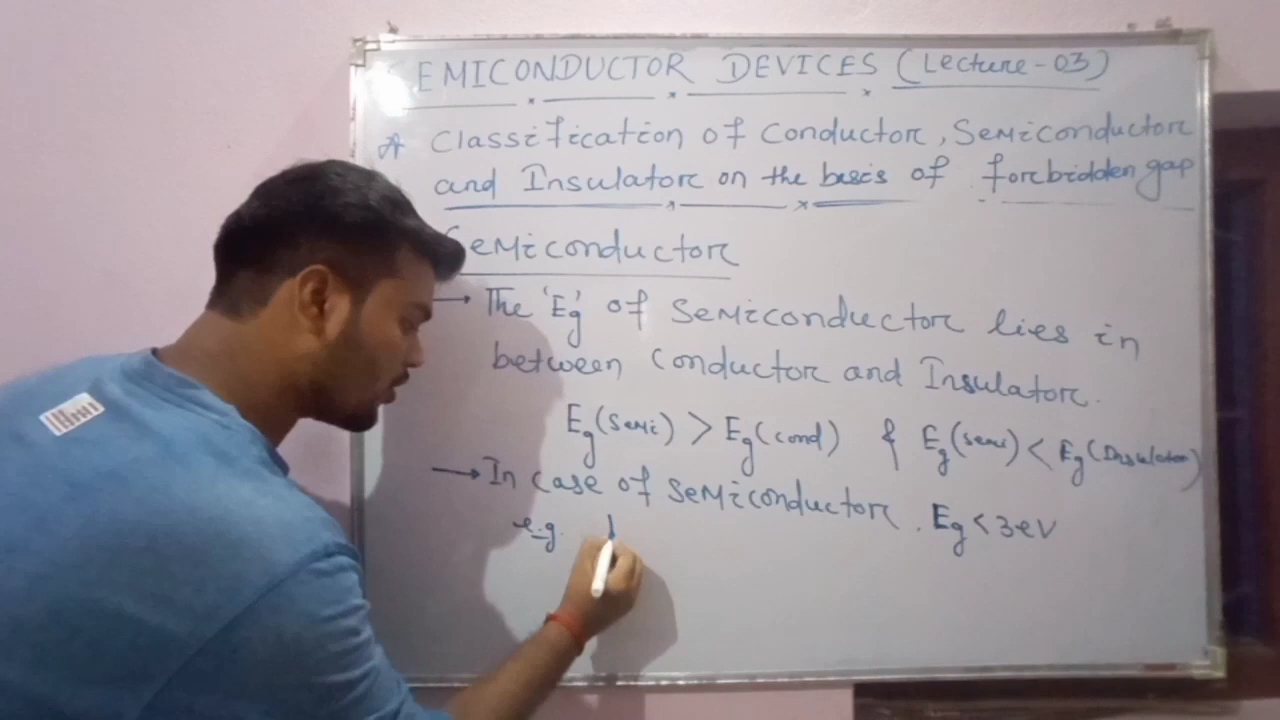 SEMICONDUCTOR DEVICES (Lecture-03)
Classification of Conductor, Semiconductor
and Insulator on the basis of forbidden gap
Semiconductor
→ The 'Eg' of Semiconductor lies in
between Conductor and Insulator.
Eg(semi) > Eg(cond) & Eg(semi) < Eg(Insulator)
→ In case of Semiconductor. Eg < 3eV
e.g.